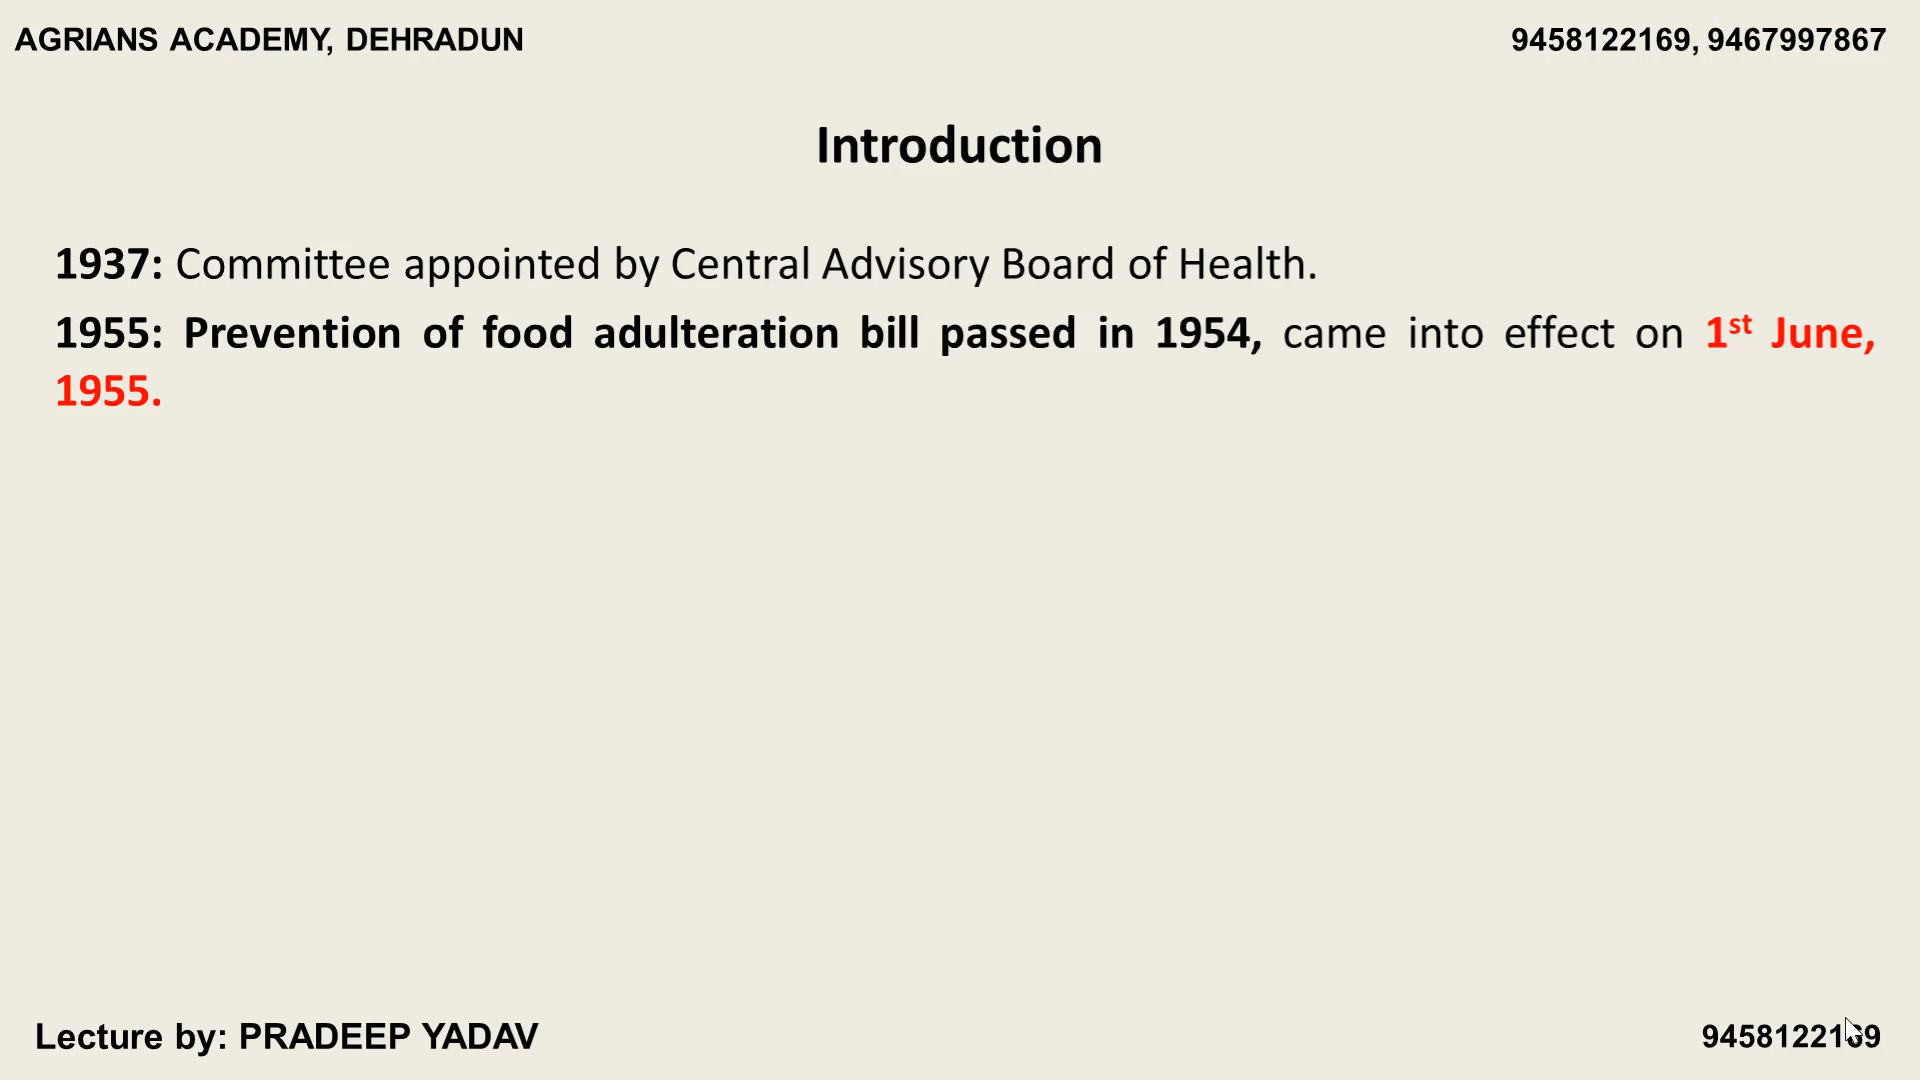 AGRIANS ACADEMY, DEHRADUN
9458122169, 9467997867
Introduction
1937: Committee appointed by Central Advisory Board of Health.
1955: Prevention of food adulteration bill passed in 1954, came into effect on 1st June,
1955.
Lecture by: PRADEEP YADAV
9458122169